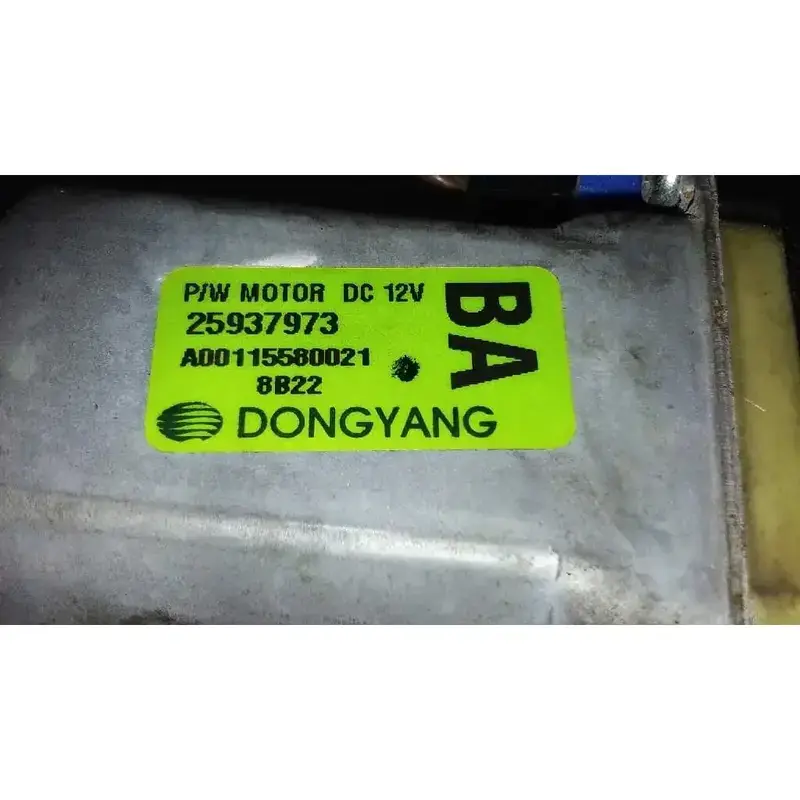 P/W MOTOR DC 12V
25937973
A00115580021
8B22
DONGYANG
BA